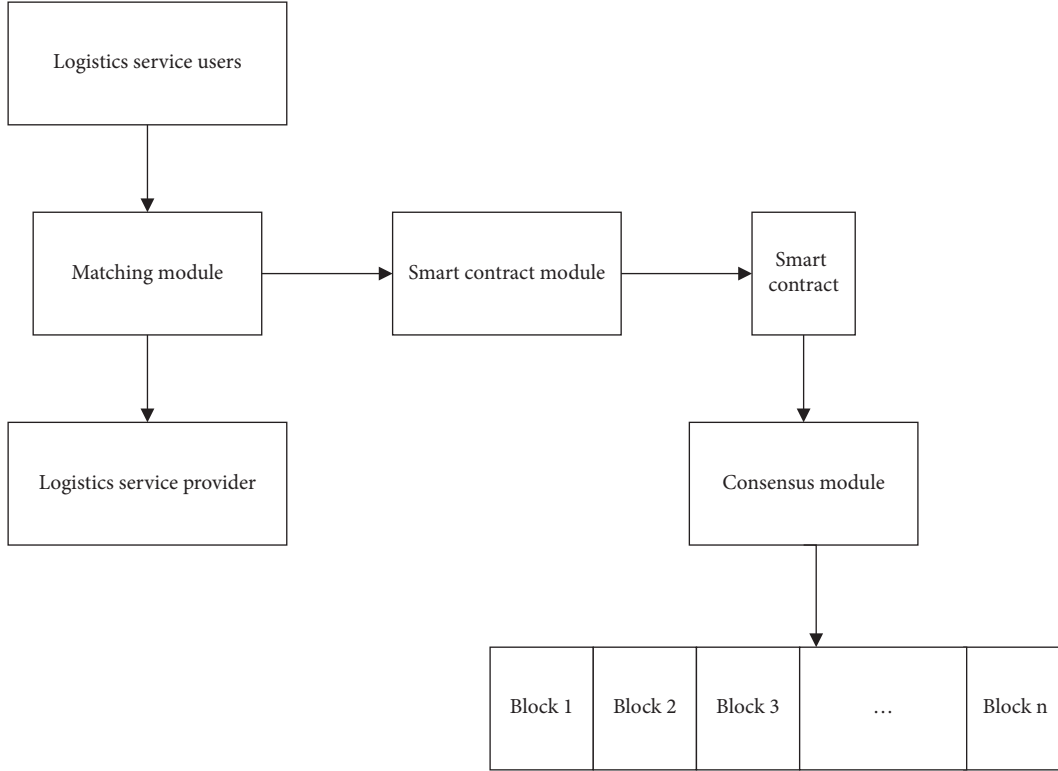 Logistics service users
Matching module
Smart contract module
Smart
contract
Logistics service provider
Consensus module
Block 1
Block 2
Block 3
…
Block n